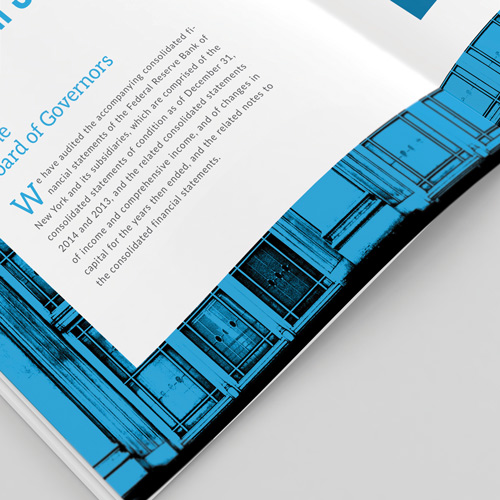 oard of Governors
We have audited the accompanying consolidated fi-
nancial statements of the Federal Reserve Bank of
New York and its subsidiaries, which are comprised of the
consolidated statements of condition as of December 31,
2014 and 2013, and the related consolidated statements
of income and comprehensive income, and of changes in
capital for the years then ended, and the related notes to
the consolidated financial statements.